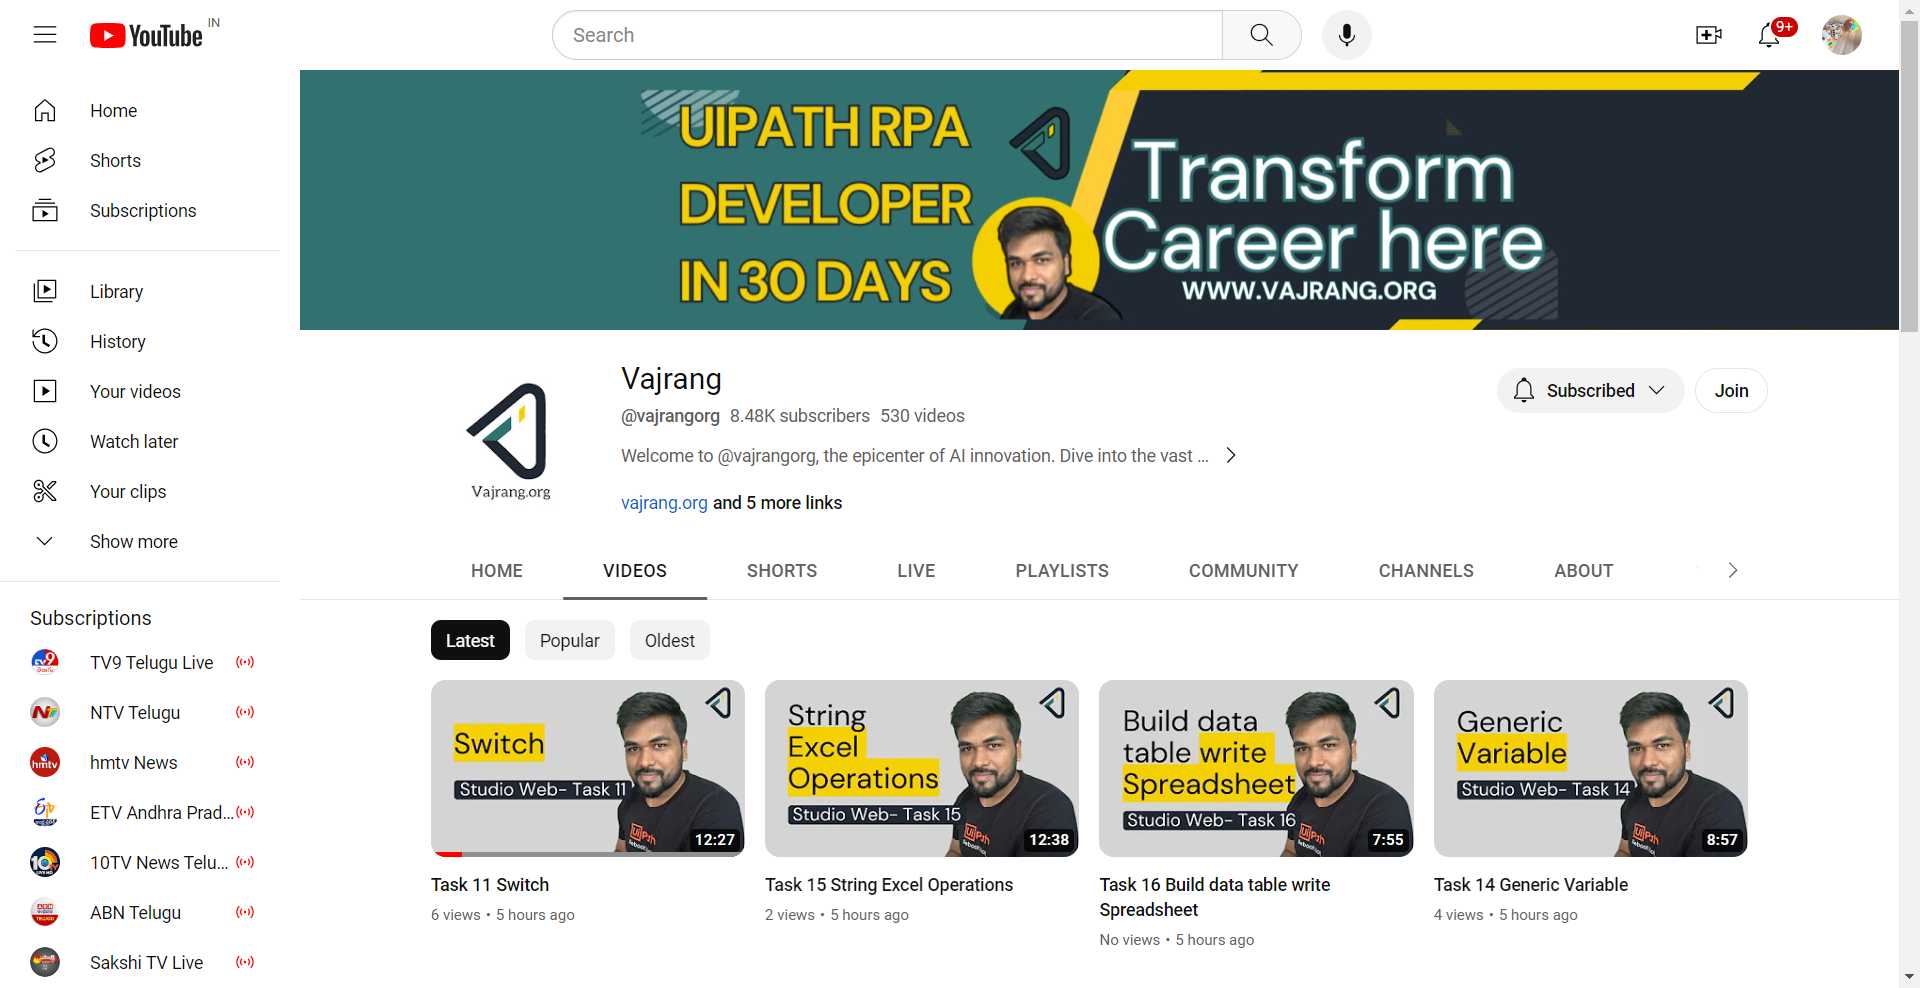 YouTube IN
Search
9+
Home
Shorts
Subscriptions
Library
History
Your videos
Watch later
Your clips
Show more
Subscriptions
TV9 Telugu Live
NTV Telugu
hmtv News
hmtv
ETV Andhra Prad...
10TV News Telu...
ABN Telugu
Sakshi TV Live
UIPATH RPA
DEVELOPER
IN 30 DAYS
Transform
Career here
WWW.VAJRANG.ORG
Vajrang.org
Vajrang
@vajrangorg 8.48K subscribers 530 videos
Welcome to @vajrangorg, the epicenter of AI innovation. Dive into the vast ...
vajrang.org and 5 more links
Subscribed
Join
HOME VIDEOS SHORTS LIVE PLAYLISTS COMMUNITY CHANNELS ABOUT
Latest Popular Oldest
Switch
Studio Web- Task 11
12:27
Task 11 Switch
6 views • 5 hours ago
String
Excel
Operations
Studio Web- Task 15
12:38
Task 15 String Excel Operations
2 views • 5 hours ago
Build data
table write
Spreadsheet
Studio Web- Task 16
7:55
Task 16 Build data table write
Spreadsheet
No views • 5 hours ago
Generic
Variable
Studio Web- Task 14
8:57
Task 14 Generic Variable
4 views • 5 hours ago